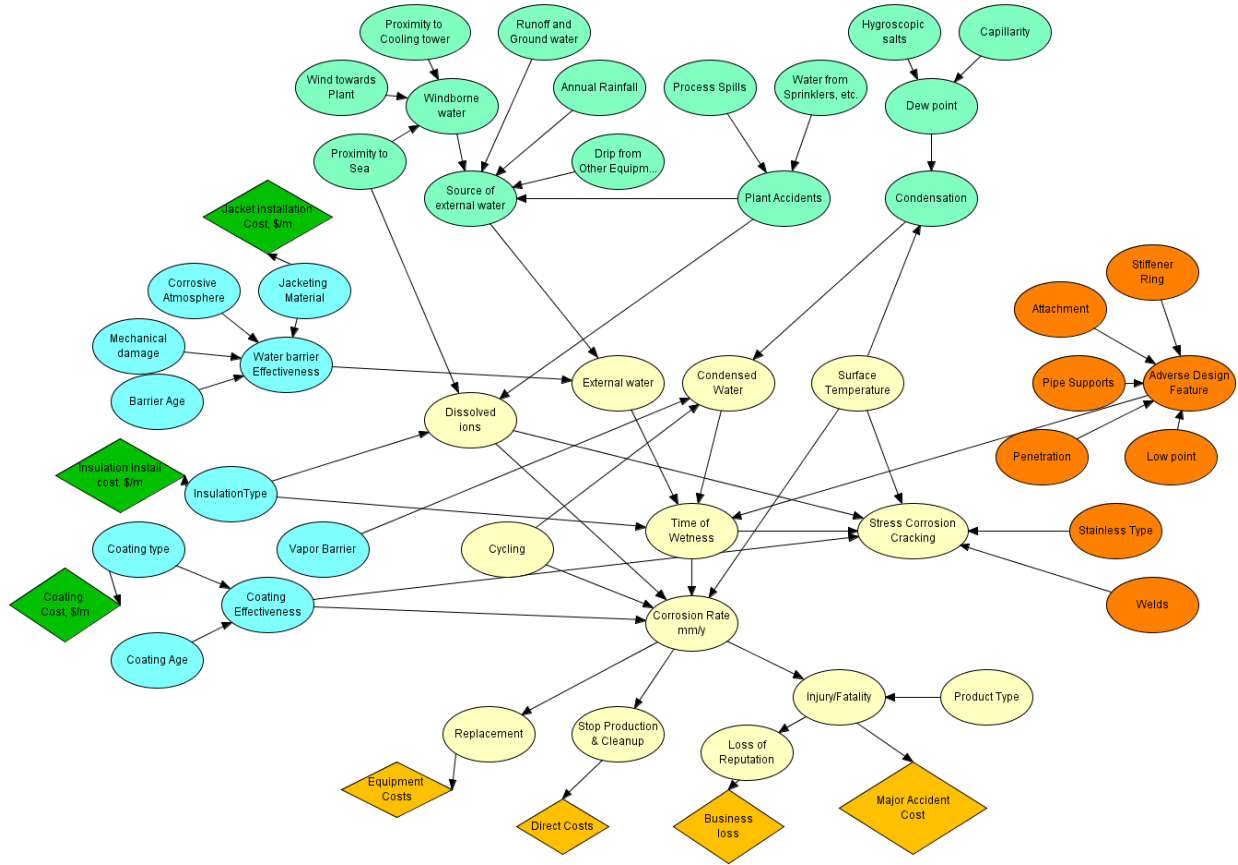 Proximity to
Cooling tower
Runoff and
Ground water
Hygroscopic
salts
Capillarity
Wind towards
Plant
Windborne
water
Annual Rainfall
Process Spills
Water from
Sprinklers, etc.
Dew point
Proximity to
Sea
Drip from
Other Equipm...
Source of
external water
Plant Accidents
Condensation
Jacket Installation
Cost, $/m
Corrosive
Atmosphere
Jacketing
Material
Stiffener
Ring
Attachment
Mechanical
damage
Water barrier
Effectiveness
Barrier Age
External water
Condensed
Water
Surface
Temperature
Pipe Supports
Adverse Design
Feature
Dissolved
ions
Penetration
Low point
Insulation Install
cost, $/m
InsulationType
Coating type
Vapor Barrier
Cycling
Time of
Wetness
Stress Corrosion
Cracking
Stainless Type
Coating
Cost, $/m
Coating
Effectiveness
Welds
Corrosion Rate
mm/y
Coating Age
Injury/Fatality
Product Type
Replacement
Stop Production
& Cleanup
Loss of
Reputation
Equipment
Costs
Direct Costs
Business
loss
Major Accident
Cost